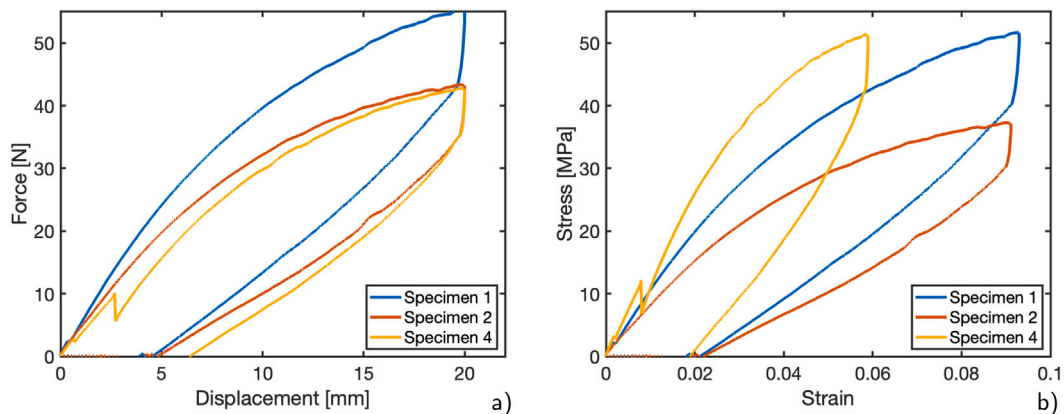 50
40
30
20
10
0
Force [N]
0 5 10 15 20
Displacement [mm]
Specimen 1
Specimen 2
Specimen 4
a)
50
40
30
20
10
0
Stress [MPa]
0 0.02 0.04 0.06 0.08 0.1
Strain
Specimen 1
Specimen 2
Specimen 4
b)